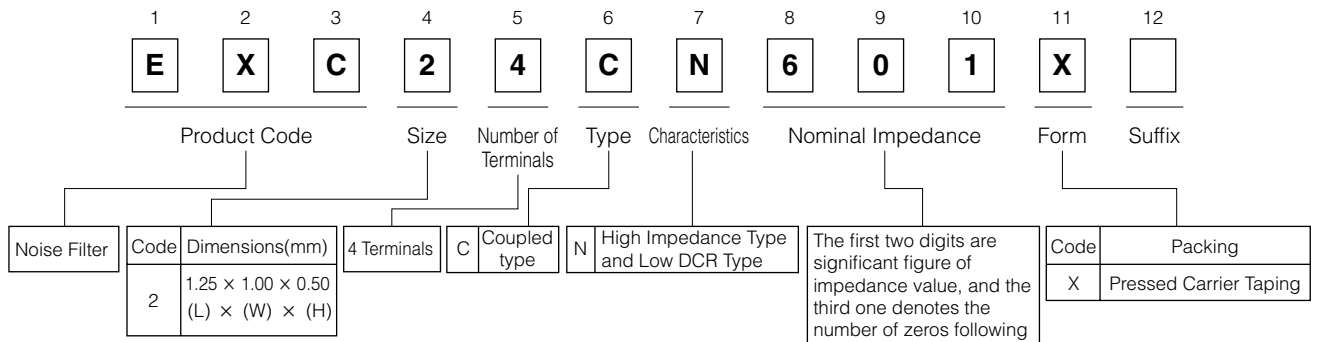 1 2 3 4 5 6 7 8 9 10 11 12
E X C 2 4 C N 6 0 1 X
Product Code Size Number of Terminals Type Characteristics Nominal Impedance Form Suffix
Noise Filter
Code Dimensions(mm)
2 1.25 × 1.00 × 0.50
(L) × (W) × (H)
4 Terminals
C Coupled
type
N High Impedance Type
and Low DCR Type
The first two digits are
significant figure of
impedance value, and the
third one denotes the
number of zeros following
Code Packing
X Pressed Carrier Taping